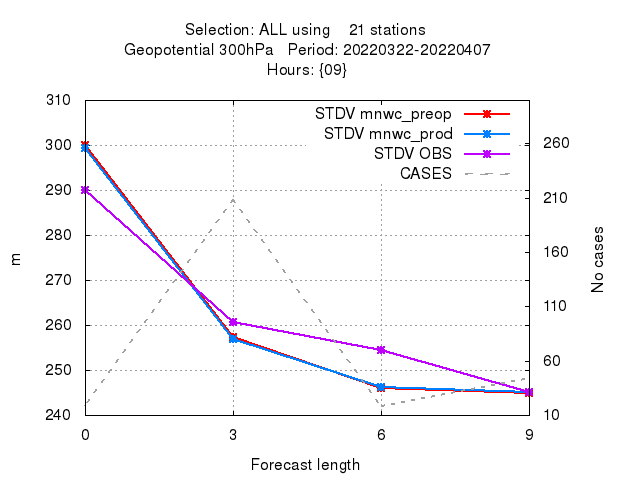 Selection: ALL using    21 stations
Geopotential 300hPa   Period: 20220322-20220407
Hours: {09}
310
300
290
280
270
260
250
240
m
STDV mnwc_preop
STDV mnwc_prod
STDV OBS
CASES
260
210
160
110
60
10
No cases
0 3 6 9
Forecast length